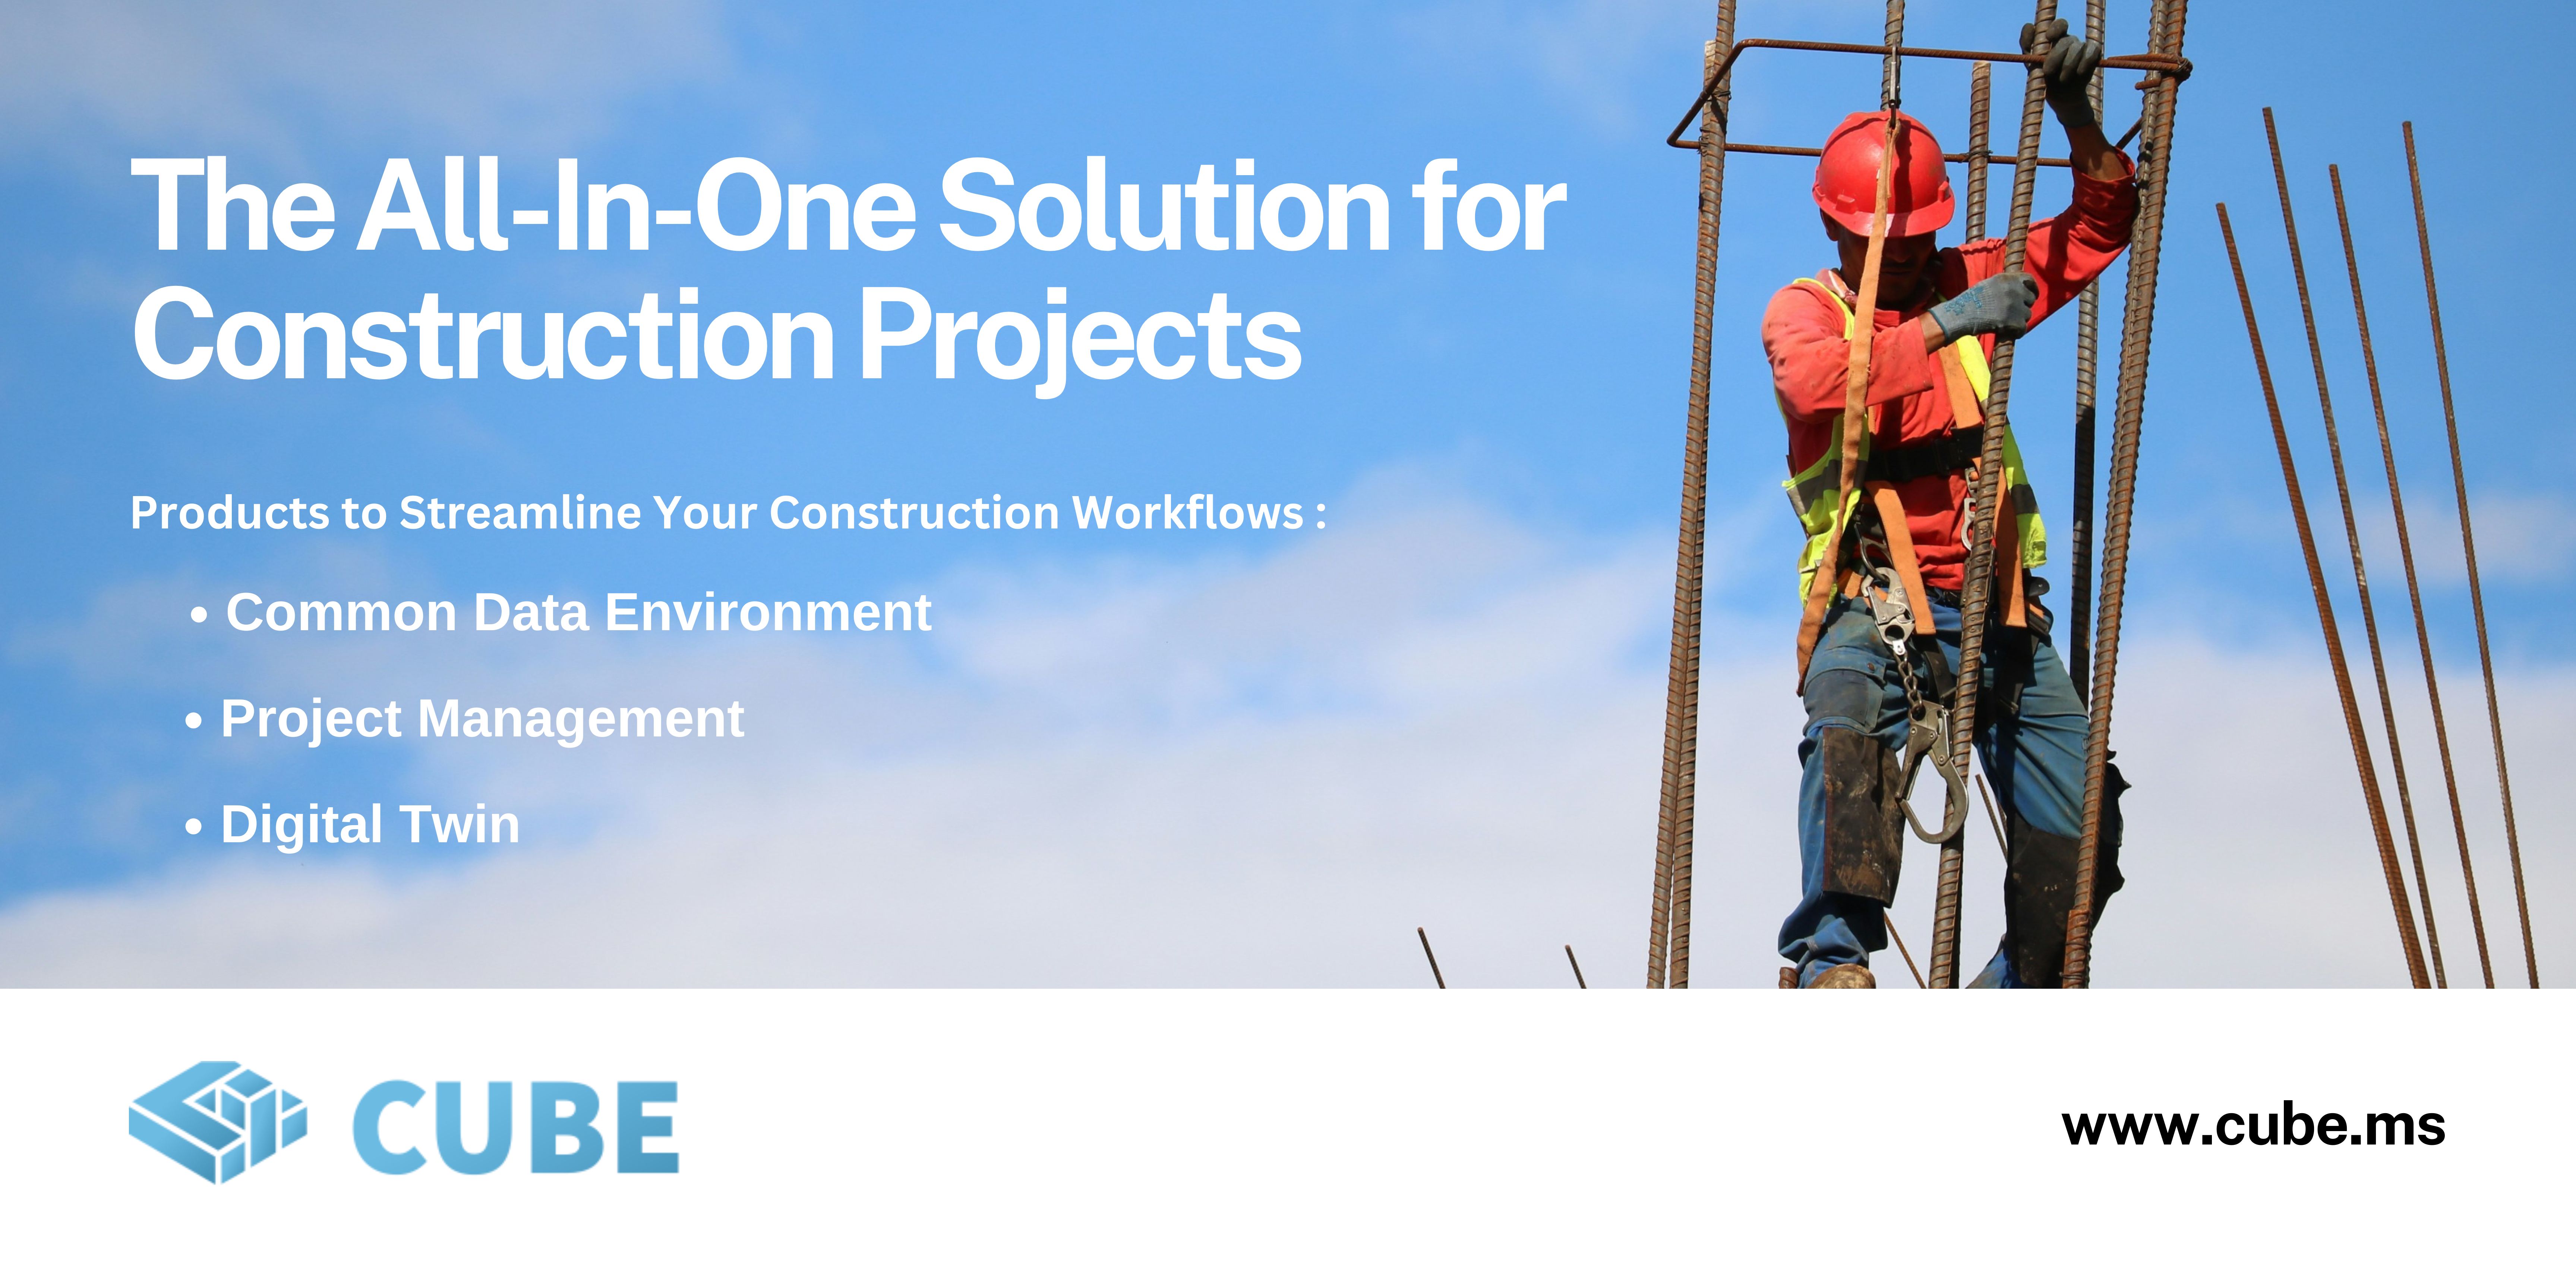 The All-In-One Solution for
Construction Projects
Products to Streamline Your Construction Workflows :
• Common Data Environment
• Project Management
• Digital Twin
CUBE
www.cube.ms